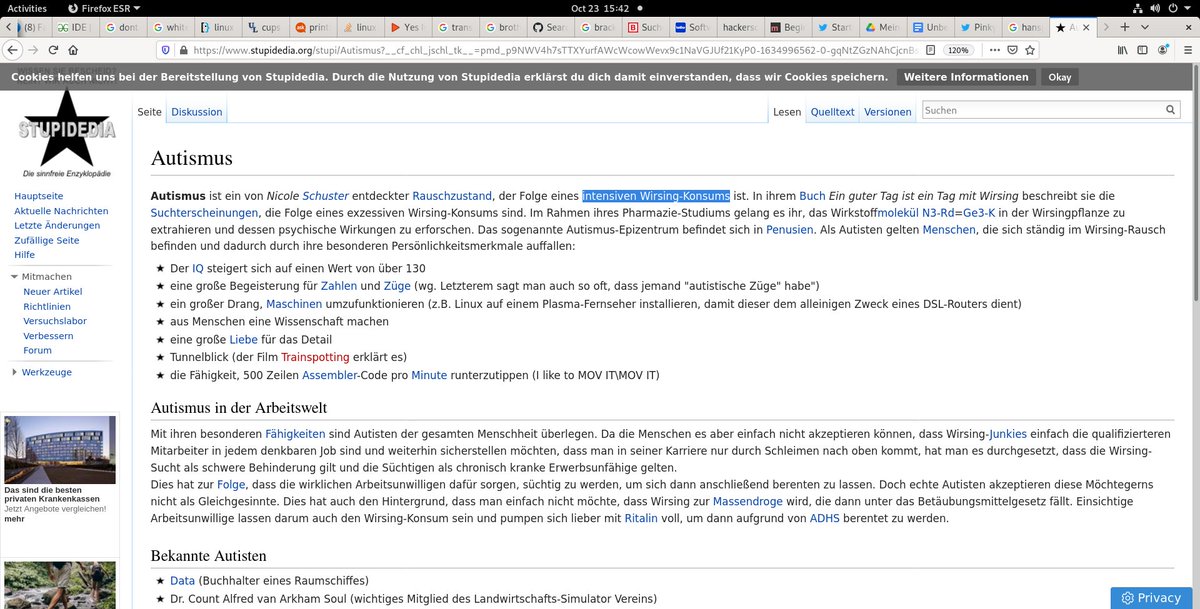 Activities Firefox ESR Oct 23 15:42
(8) F IDE | G dont G white linux cups print linux Yes / G trans G broth Sear G brac Such Softw hackersc Begi Start Mein Unbe Pinky G hans A
https://www.stupidedia.org/stupi/Autismus?__cf_chl_jschl_tk__=pmd_p9NWV4h7sTTXYurfAWcWcowWevx9c1NaVGJUf21KyP0-1634996562-0-gqNtZGzNAhCjcnBs 120%
Cookies helfen uns bei der Bereitstellung von Stupidedia. Durch die Nutzung von Stupidedia erklärst du dich damit einverstanden, dass wir Cookies speichern. Weitere Informationen Okay
STUPIDEDIA
Die sinnfreie Enzyklopädie
Hauptseite
Aktuelle Nachrichten
Letzte Änderungen
Zufällige Seite
Hilfe
Mitmachen
Neuer Artikel
Richtlinien
Versuchslabor
Verbessern
Forum
Werkzeuge
Das sind die besten
privaten Krankenkassen
Jetzt Angebote vergleichen!
mehr
Seite Diskussion Lesen Quelltext Versionen Suchen
Autismus
Autismus ist ein von Nicole Schuster entdeckter Rauschzustand, der Folge eines intensiven Wirsing-Konsums ist. In ihrem Buch Ein guter Tag ist ein Tag mit Wirsing beschreibt sie die
Suchterscheinungen, die Folge eines exzessiven Wirsing-Konsums sind. Im Rahmen ihres Pharmazie-Studiums gelang es ihr, das Wirkstoffmolekül N3-Rd=Ge3-K in der Wirsingpflanze zu
extrahieren und dessen psychische Wirkungen zu erforschen. Das sogenannte Autismus-Epizentrum befindet sich in Penusien. Als Autisten gelten Menschen, die sich ständig im Wirsing-Rausch
befinden und dadurch durch ihre besonderen Persönlichkeitsmerkmale auffallen:
★ Der IQ steigert sich auf einen Wert von über 130
★ eine große Begeisterung für Zahlen und Züge (wg. Letzterem sagt man auch so oft, dass jemand "autistische Züge" habe")
★ ein großer Drang, Maschinen umzufunktionieren (z.B. Linux auf einem Plasma-Fernseher installieren, damit dieser dem alleinigen Zweck eines DSL-Routers dient)
★ aus Menschen eine Wissenschaft machen
★ eine große Liebe für das Detail
★ Tunnelblick (der Film Trainspotting erklärt es)
★ die Fähigkeit, 500 Zeilen Assembler-Code pro Minute runterzutippen (I like to MOV IT\MOV IT)
Autismus in der Arbeitswelt
Mit ihren besonderen Fähigkeiten sind Autisten der gesamten Menschheit überlegen. Da die Menschen es aber einfach nicht akzeptieren können, dass Wirsing-Junkies einfach die qualifizierteren
Mitarbeiter in jedem denkbaren Job sind und weiterhin sicherstellen möchten, dass man in seiner Karriere nur durch Schleimen nach oben kommt, hat man es durchgesetzt, dass die Wirsing-
Sucht als schwere Behinderung gilt und die Süchtigen als chronisch kranke Erwerbsunfähige gelten.
Dies hat zur Folge, dass die wirklichen Arbeitsunwilligen dafür sorgen, süchtig zu werden, um sich dann anschließend berenten zu lassen. Doch echte Autisten akzeptieren diese Möchtegerns
nicht als Gleichgesinnte. Dies hat auch den Hintergrund, dass man einfach nicht möchte, dass Wirsing zur Massendroge wird, die dann unter das Betäubungsmittelgesetz fällt. Einsichtige
Arbeitsunwillige lassen darum auch den Wirsing-Konsum sein und pumpen sich lieber mit Ritalin voll, um dann aufgrund von ADHS berentet zu werden.
Bekannte Autisten
★ Data (Buchhalter eines Raumschiffes)
★ Dr. Count Alfred van Arkham Soul (wichtiges Mitglied des Landwirtschafts-Simulator Vereins)
Privacy